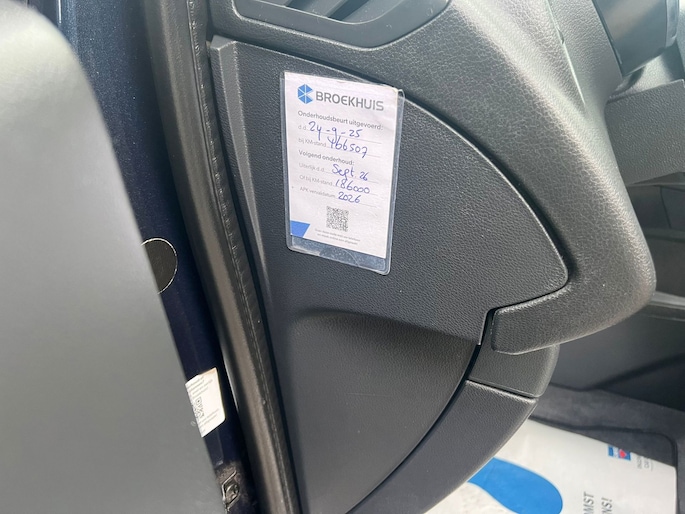 BROEKHUIS
Onderhoudsbeurt uitgevoerd
d.d. 24-9-25
bij KM-stand: 166507
Volgend onderhoud:
Uiterlijk d.d. Sept. 26
Of bij KM-stand: 186000
APK vervaldatum: 2026